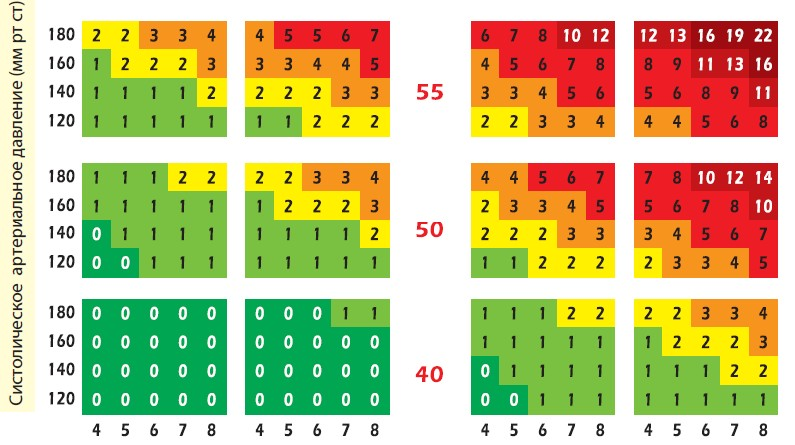 Систолическое артериальное давление (мм рт ст)
180 2 2 3 3 4 4 5 5 6 7 6 7 8 10 12 12 13 16 19 22
160 1 2 2 2 3 3 3 4 4 5 4 5 6 7 8 8 9 11 13 16
55
140 1 1 1 1 2 2 2 2 3 3 3 3 4 5 6 5 6 8 9 11
120 1 1 1 1 1 1 1 2 2 2 2 2 3 3 4 4 4 5 6 8
180 1 1 1 2 2 2 2 3 3 4 4 4 5 6 7 7 8 10 12 14
160 1 1 1 1 1 1 2 2 2 3 2 3 3 4 5 5 6 7 8 10
50
140 0 1 1 1 1 1 1 1 1 2 2 2 2 3 3 3 4 5 6 7
120 0 0 1 1 1 1 1 1 1 1 1 1 2 2 2 2 3 3 4 5
180 0 0 0 0 0 0 0 0 1 1 1 1 1 2 2 2 2 3 3 4
160 0 0 0 0 0 0 0 0 0 0 1 1 1 1 1 1 2 2 2 3
40
140 0 0 0 0 0 0 0 0 0 0 0 1 1 1 1 1 1 1 2 2
120 0 0 0 0 0 0 0 0 0 0 0 0 1 1 1 1 1 1 1 1
4 5 6 7 8 4 5 6 7 8 4 5 6 7 8 4 5 6 7 8